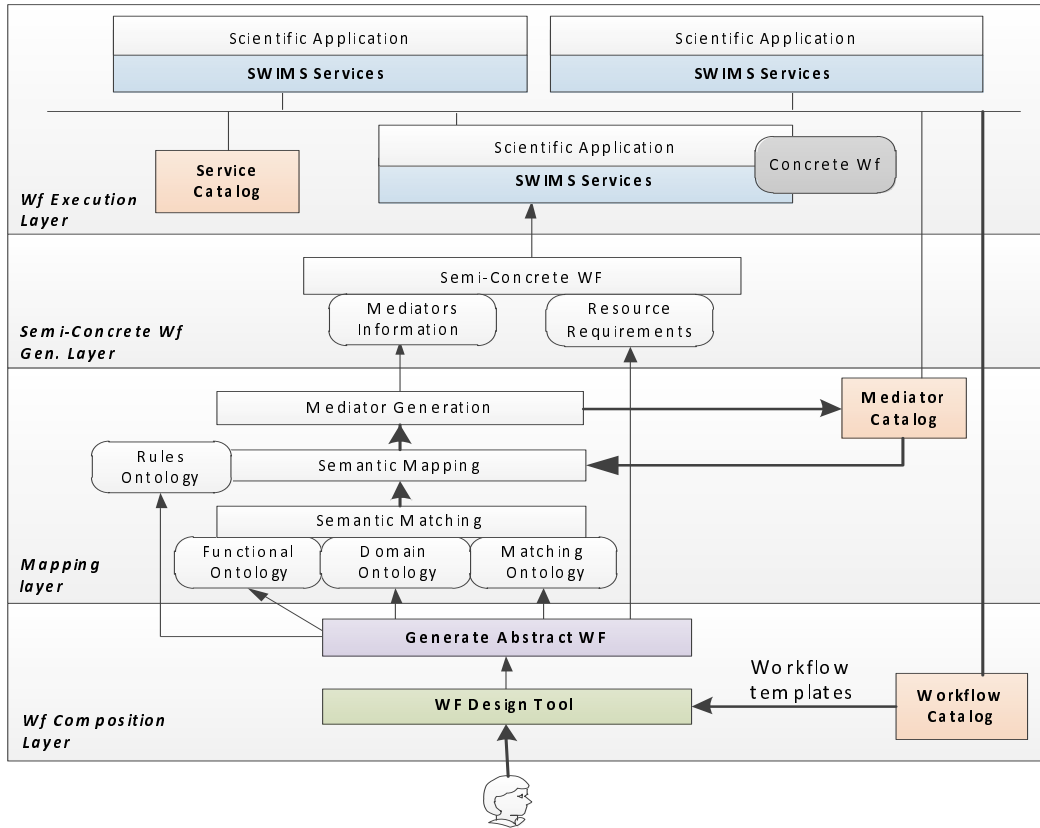 Scientific Application
SWIMS Services
Scientific Application
SWIMS Services
Scientific Application
SWIMS Services
Concrete Wf
Service
Catalog
Wf Execution
Layer
Semi-Concrete WF
Mediators
Information
Resource
Requirements
Semi-Concrete Wf
Gen. Layer
Mediator Generation
Mediator
Catalog
Rules
Ontology
Semantic Mapping
Semantic Matching
Functional
Ontology
Domain
Ontology
Matching
Ontology
Mapping
layer
Generate Abstract WF
WF Design Tool
Workflow
templates
Workflow
Catalog
Wf Composition
Layer